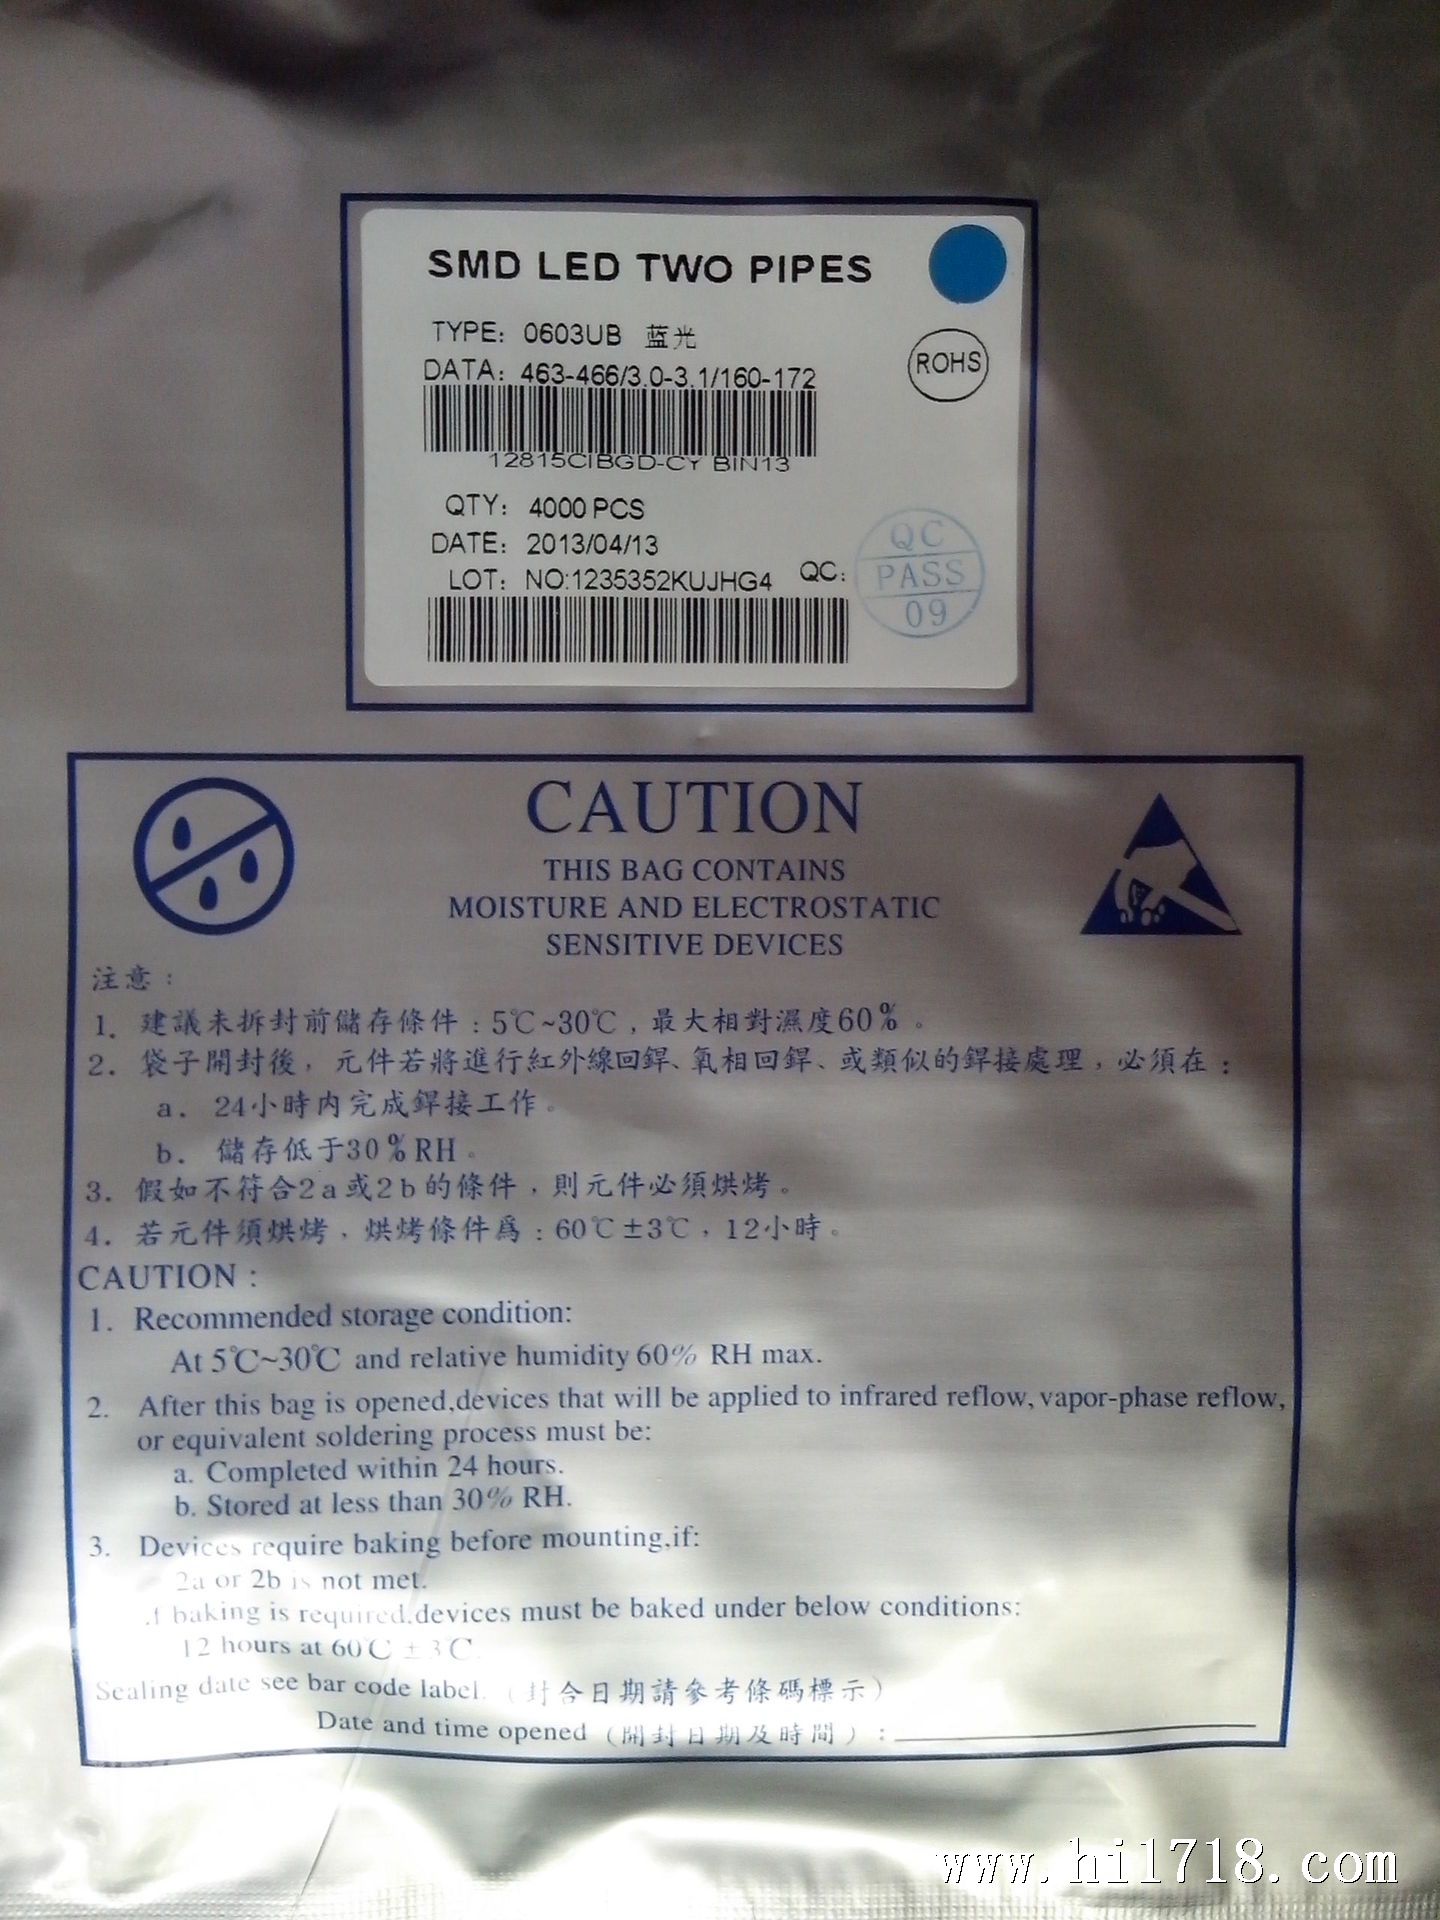 SMD LED TWO PIPES
TYPE: 0603UB 蓝光
ROHS
DATA: 463-466/3.0-3.1/160-172
12815CIBGD-CY BIN13
QTY: 4000 PCS
DATE: 2013/04/13
LOT: NO:1235352KUJHG4 QC:
QC
PASS
09
CAUTION
THIS BAG CONTAINS
MOISTURE AND ELECTROSTATIC
SENSITIVE DEVICES
注意：
1. 建議未拆封前儲存條件：5℃~30℃，最大相對濕度60%。
2. 袋子開封後，元件若將進行紅外線回銲、氧相回銲、或類似的銲接處理，必須在：
a. 24小時内完成銲接工作。
b. 儲存低于30%RH。
3. 假如不符合2a或2b的條件，則元件必須烘烤。
4. 若元件須烘烤，烘烤條件爲：60℃±3℃，12小時。
CAUTION:
1. Recommended storage condition:
At 5℃~30℃ and relative humidity 60% RH max.
2. After this bag is opened,devices that will be applied to infrared reflow, vapor-phase reflow,
or equivalent soldering process must be:
a. Completed within 24 hours.
b. Stored at less than 30% RH.
3. Devices require baking before mounting,if:
2a or 2b is not met.
If baking is required,devices must be baked under below conditions:
12 hours at 60℃ ± 3℃.
Sealing date see bar code label. (封合日期請參考條碼標示)
Date and time opened (開封日期及時間):
www.hi1718.com